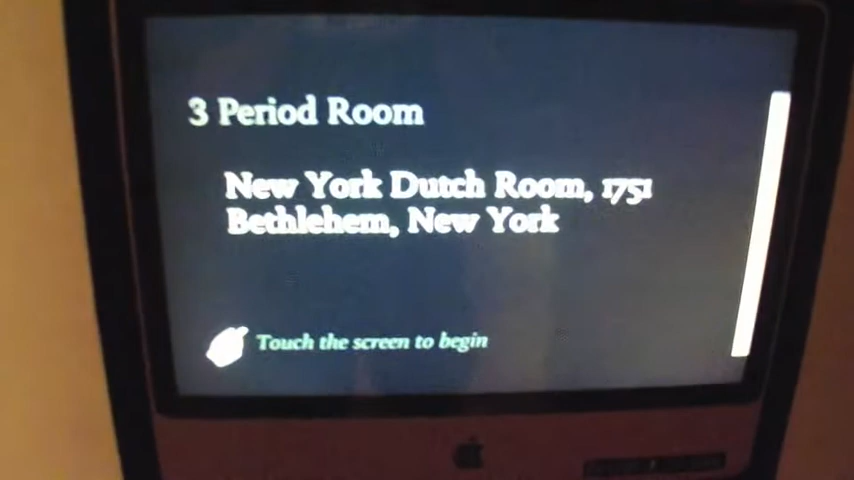 3 Period Room
New York Dutch Room, 1751
Bethlehem, New York
Touch the screen to begin